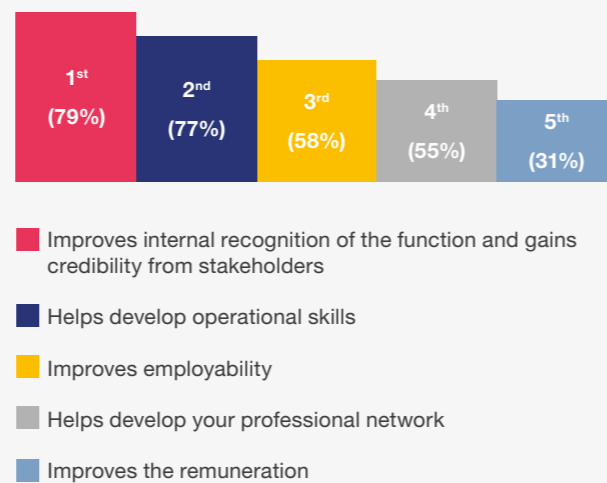 1st
(79%)
2nd
(77%)
3rd
(58%)
4th
(55%)
5th
(31%)
Improves internal recognition of the function and gains
credibility from stakeholders
Helps develop operational skills
Improves employability
Helps develop your professional network
Improves the remuneration